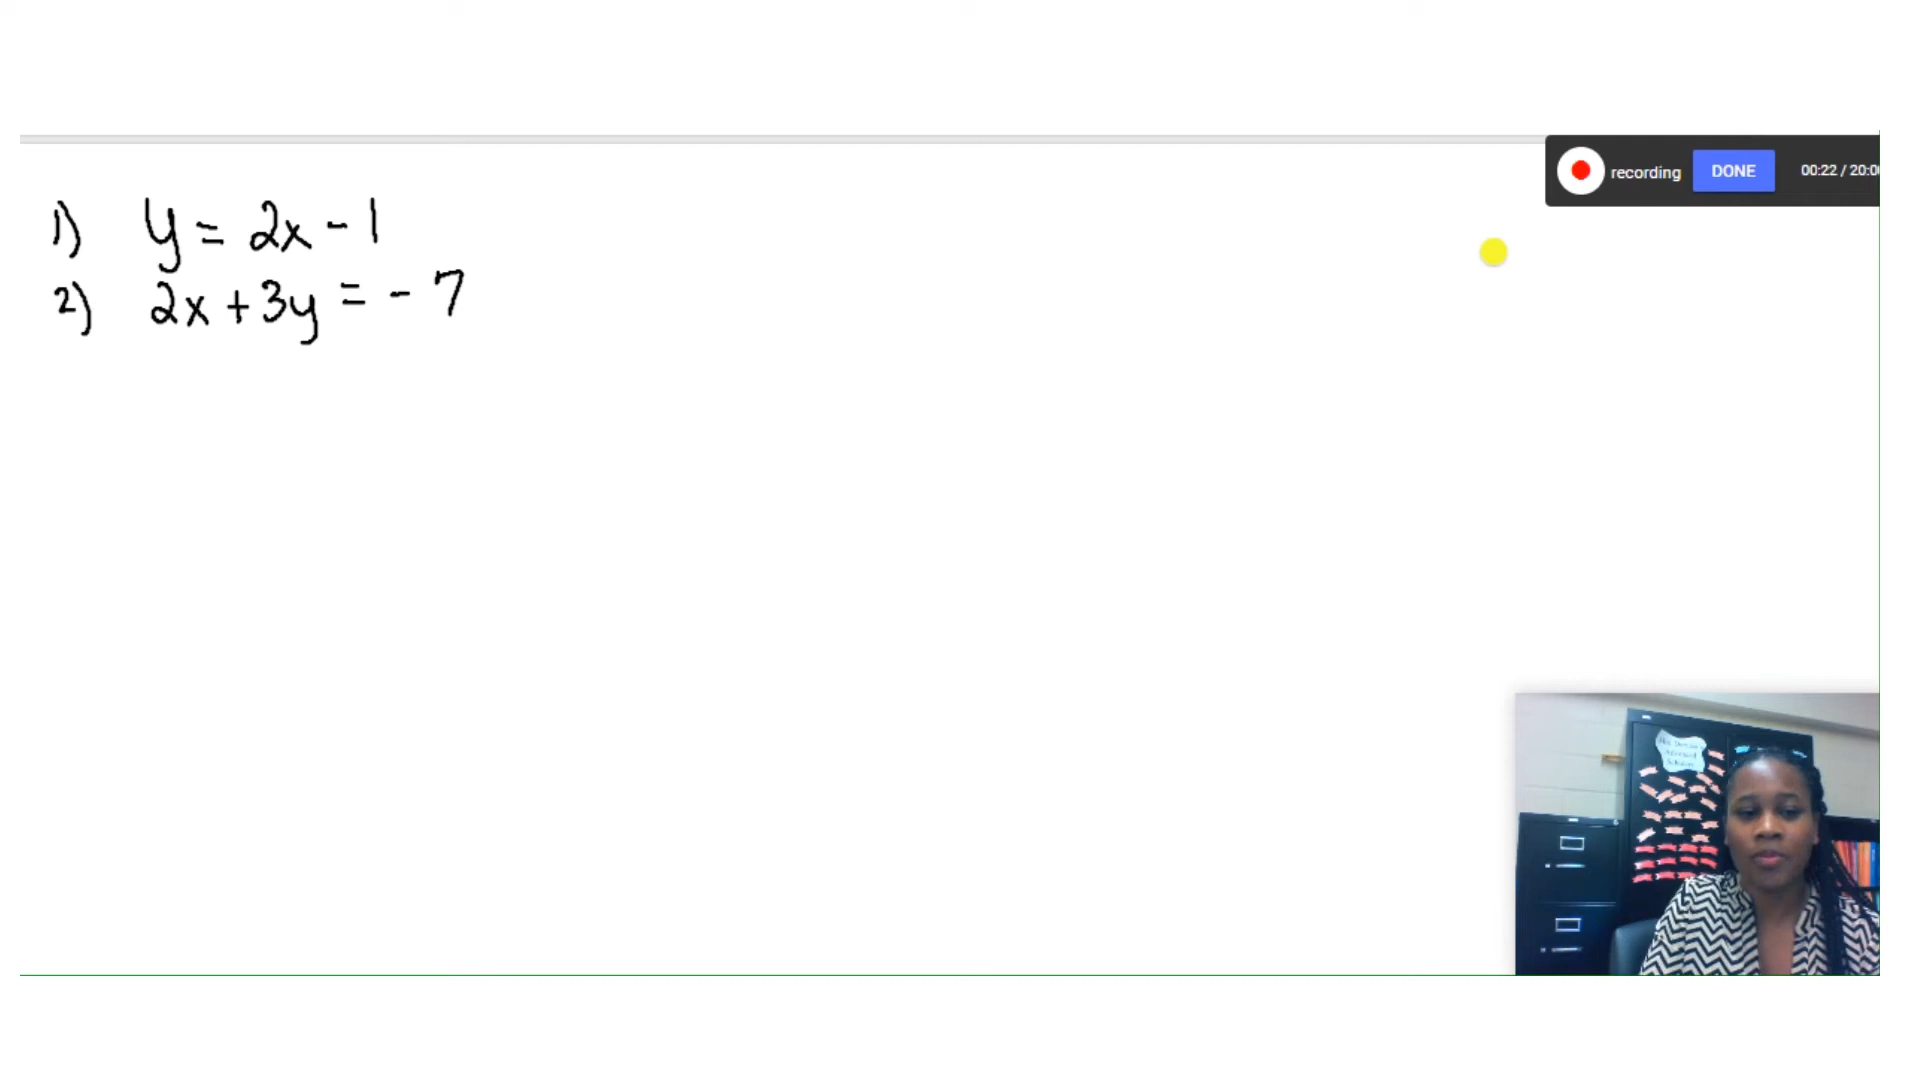 recording DONE 00:22 / 20:0
1) y = 2x - 1
2) 2x + 3y = - 7